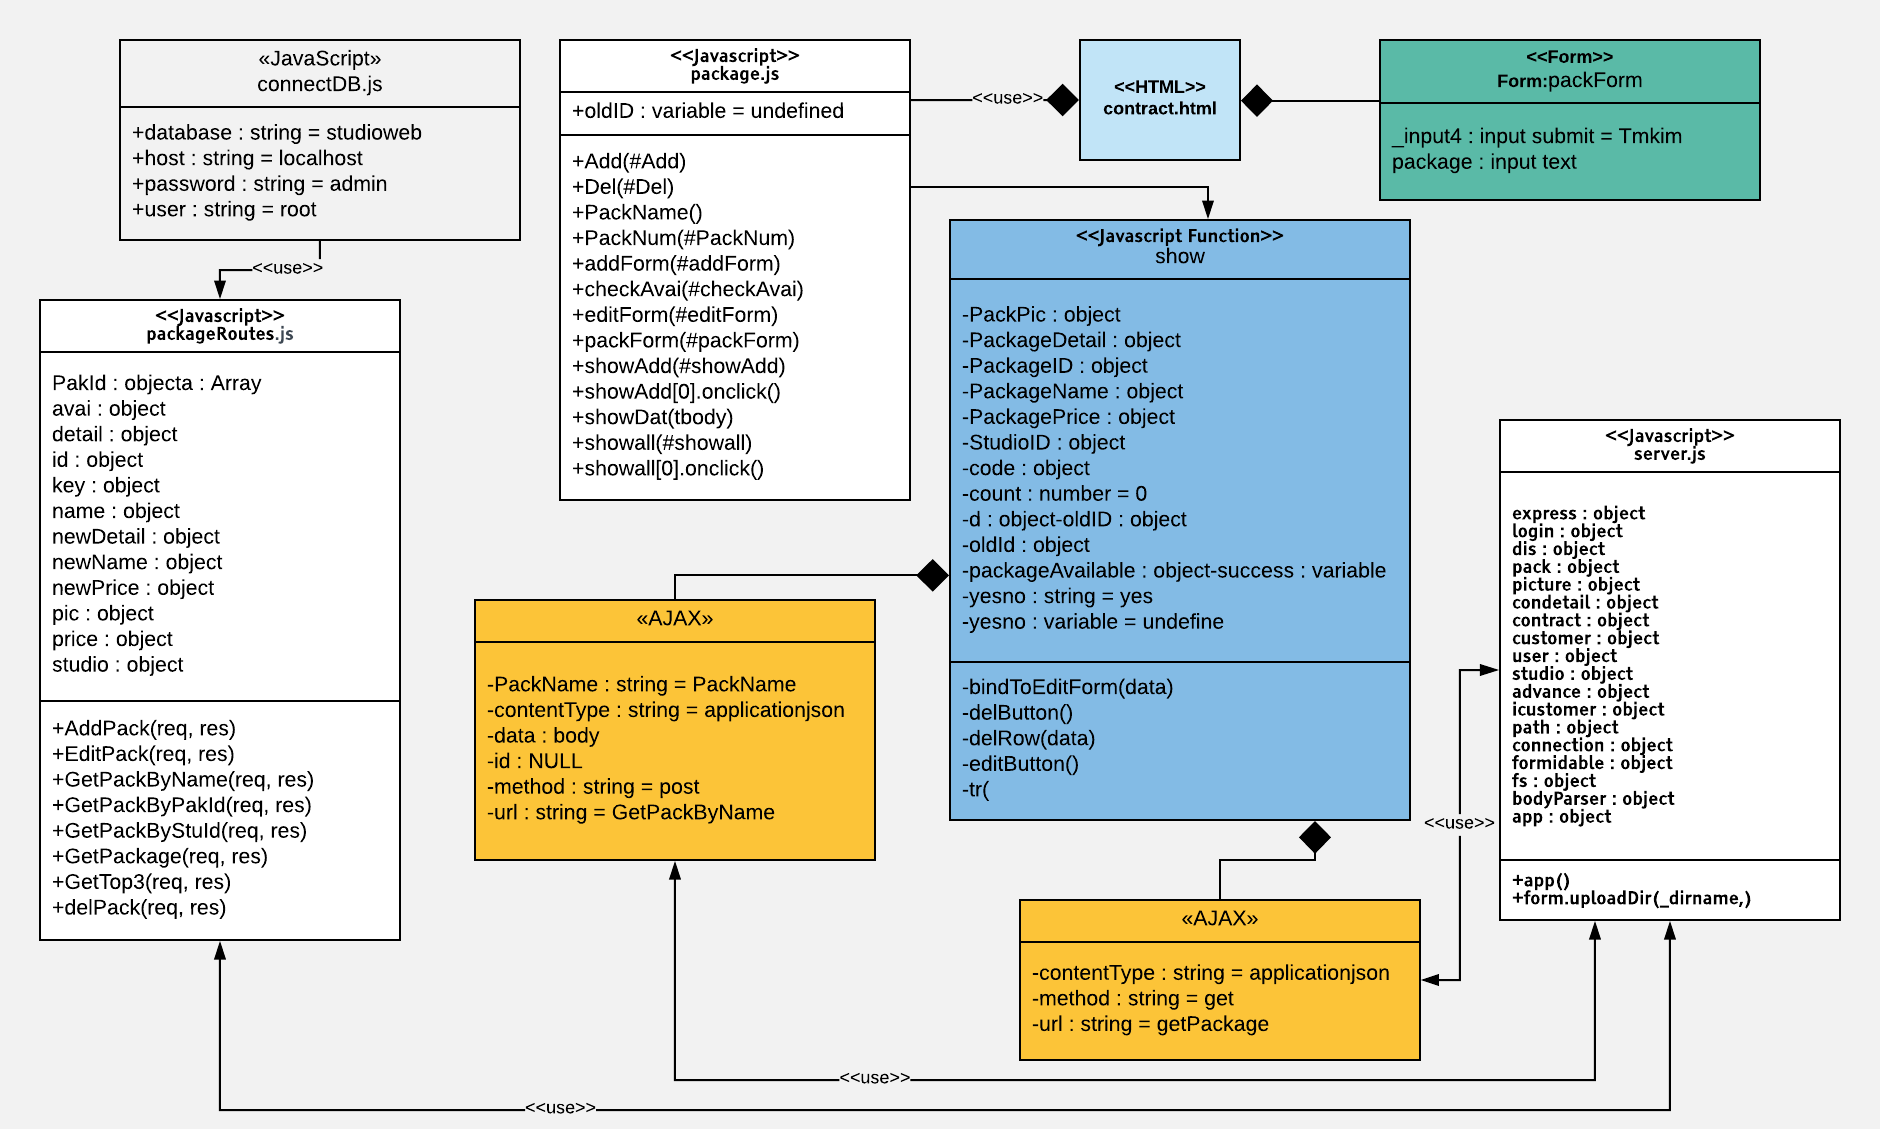 «JavaScript»
connectDB.js
+database : string = studioweb
+host : string = localhost
+password : string = admin
+user : string = root
<<use>>
<<Javascript>>
packageRoutes.js
PakId : objecta : Array
avai : object
detail : object
id : object
key : object
name : object
newDetail : object
newName : object
newPrice : object
pic : object
price : object
studio : object
+AddPack(req, res)
+EditPack(req, res)
+GetPackByName(req, res)
+GetPackByPakId(req, res)
+GetPackByStuId(req, res)
+GetPackage(req, res)
+GetTop3(req, res)
+delPack(req, res)
<<Javascript>>
package.js
+oldID : variable = undefined
+Add(#Add)
+Del(#Del)
+PackName()
+PackNum(#PackNum)
+addForm(#addForm)
+checkAvai(#checkAvai)
+editForm(#editForm)
+packForm(#packForm)
+showAdd(#showAdd)
+showAdd[0].onclick()
+showDat(tbody)
+showall(#showall)
+showall[0].onclick()
<<use>>
<<HTML>>
contract.html
<<Form>>
Form:packForm
_input4 : input submit = Tmkim
package : input text
<<Javascript Function>>
show
-PackPic : object
-PackageDetail : object
-PackageID : object
-PackageName : object
-PackagePrice : object
-StudioID : object
-code : object
-count : number = 0
-d : object-oldID : object
-oldId : object
-packageAvailable : object-success : variable
-yesno : string = yes
-yesno : variable = undefine
-bindToEditForm(data)
-delButton()
-delRow(data)
-editButton()
-tr(
«AJAX»
-PackName : string = PackName
-contentType : string = applicationjson
-data : body
-id : NULL
-method : string = post
-url : string = GetPackByName
«AJAX»
-contentType : string = applicationjson
-method : string = get
-url : string = getPackage
<<use>>
<<Javascript>>
server.js
express : object
login : object
dis : object
pack : object
picture : object
condetail : object
contract : object
customer : object
user : object
studio : object
advance : object
icustomer : object
path : object
connection : object
formidable : object
fs : object
bodyParser : object
app : object
+app()
+form.uploadDir(_dirname,)
<<use>>
<<use>>